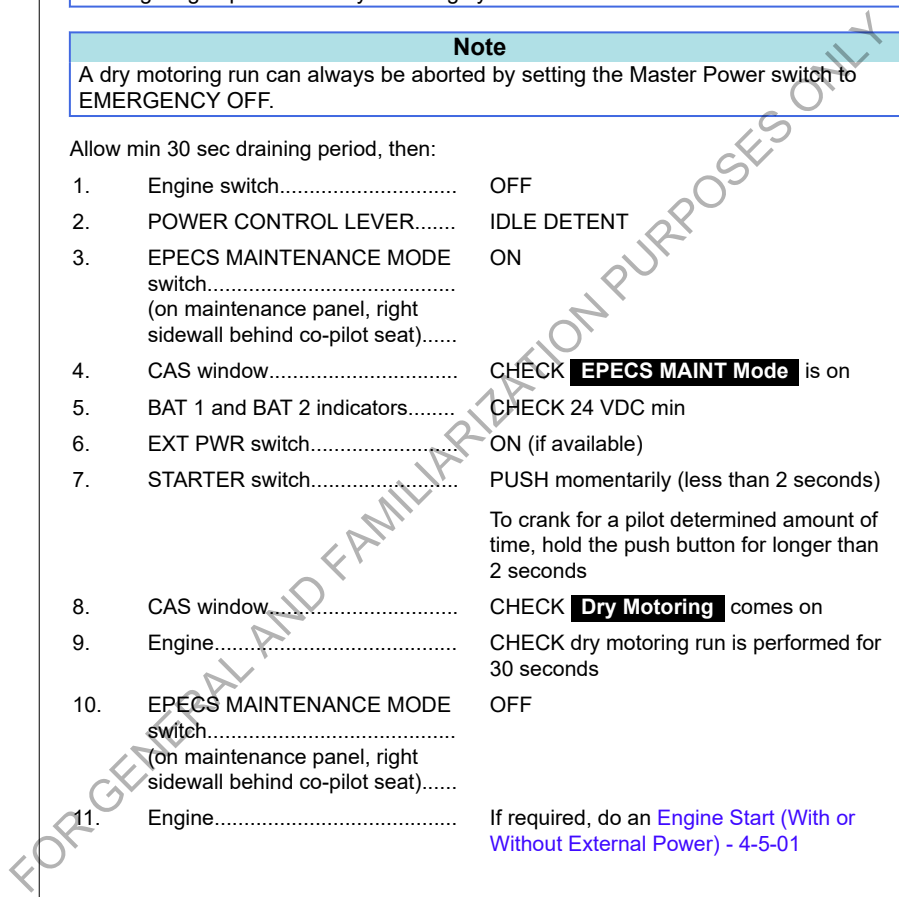 Note
A dry motoring run can always be aborted by setting the Master Power switch to
EMERGENCY OFF.
Allow min 30 sec draining period, then:
1. Engine switch............................. OFF
2. POWER CONTROL LEVER....... IDLE DETENT
3. EPECS MAINTENANCE MODE ON
switch.........................................
(on maintenance panel, right
sidewall behind co-pilot seat)......
4. CAS window............................... CHECK EPECS MAINT Mode is on
5. BAT 1 and BAT 2 indicators........ CHECK 24 VDC min
6. EXT PWR switch........................ ON (if available)
7. STARTER switch........................ PUSH momentarily (less than 2 seconds)
To crank for a pilot determined amount of
time, hold the push button for longer than
2 seconds
8. CAS window............................... CHECK Dry Motoring comes on
9. Engine........................................ CHECK dry motoring run is performed for
30 seconds
10. EPECS MAINTENANCE MODE OFF
switch.........................................
(on maintenance panel, right
sidewall behind co-pilot seat)......
11. Engine........................................ If required, do an Engine Start (With or
Without External Power) - 4-5-01
FOR GENERAL AND FAMILIARIZATION PURPOSES ONLY